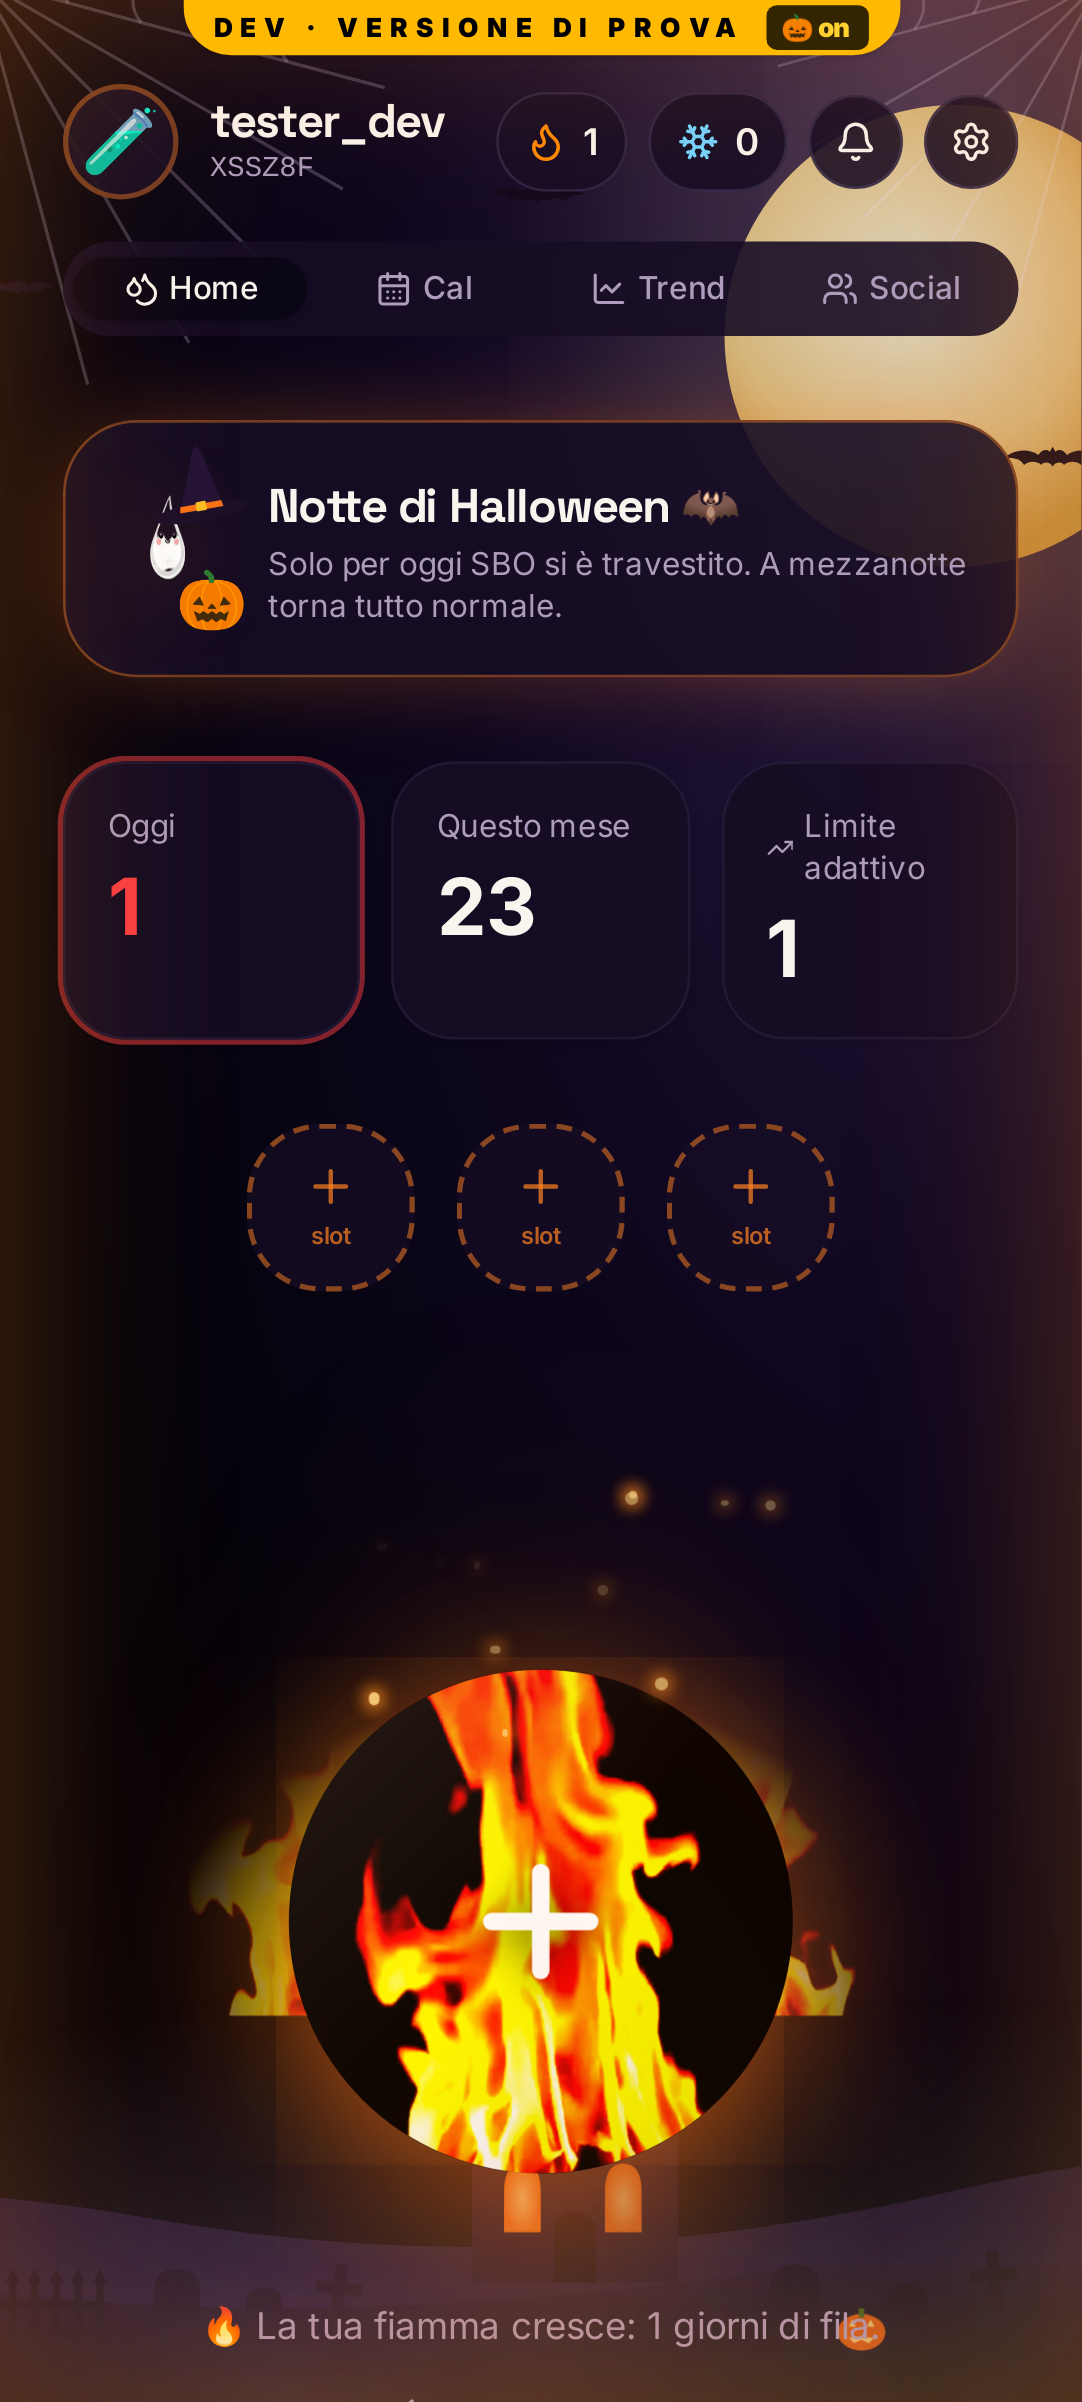 DEV · VERSIONE DI PROVA 🎃 on
tester_dev
XSSZ8F
1
0
Home
Cal
Trend
Social
Notte di Halloween 🦇
Solo per oggi SBO si è travestito. A mezzanotte
torna tutto normale.
Oggi
1
Questo mese
23
Limite
adattivo
1
slot
slot
slot
🔥 La tua fiamma cresce: 1 giorni di fila.